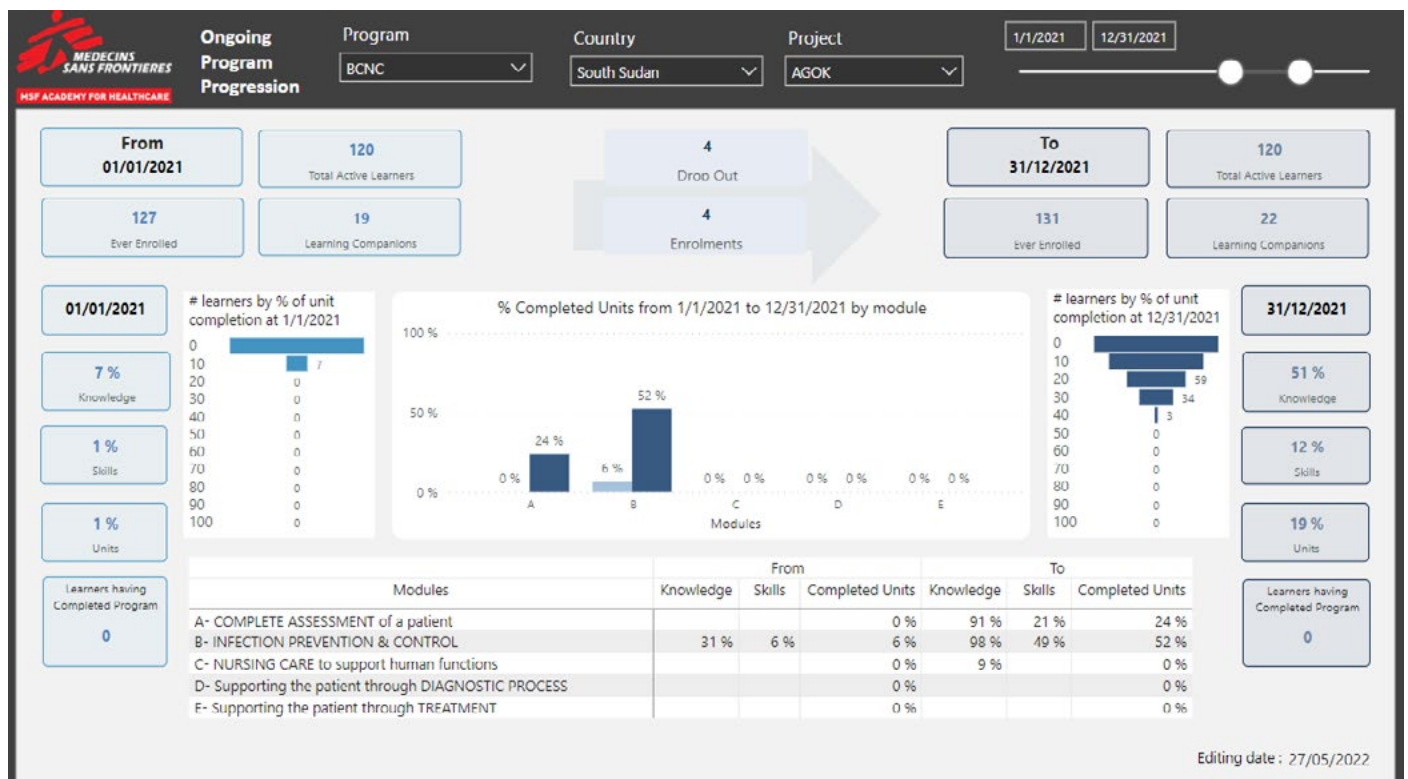 MEDECINS
SANS FRONTIERES
MSF ACADEMY FOR HEALTHCARE
Ongoing
Program
Progression
Program
BCNC
Country
South Sudan
Project
AGOK
1/1/2021 12/31/2021
From
01/01/2021
120
Total Active Learners
127
Ever Enrolled
19
Learning Companions
4
Drop Out
4
Enrolments
To
31/12/2021
120
Total Active Learners
131
Ever Enrolled
22
Learning Companions
01/01/2021
7 %
Knowledge
1 %
Skills
1 %
Units
Learners having
Completed Program
0
# learners by % of unit
completion at 1/1/2021
0
10 7
20 0
30 0
40 0
50 0
60 0
70 0
80 0
90 0
100 0
% Completed Units from 1/1/2021 to 12/31/2021 by module
100 %
50 %
0 %
0 % 24 % 6 % 52 % 0 % 0 % 0 % 0 % 0 % 0 %
A B C D E
Modules
# learners by % of unit
completion at 12/31/2021
0
10
20 59
30 34
40 3
50 0
60 0
70 0
80 0
90 0
100 0
31/12/2021
51 %
Knowledge
12 %
Skills
19 %
Units
Learners having
Completed Program
0
From To
Modules Knowledge Skills Completed Units Knowledge Skills Completed Units
A- COMPLETE ASSESSMENT of a patient 0 % 91 % 21 % 24 %
B- INFECTION PREVENTION & CONTROL 31 % 6 % 6 % 98 % 49 % 52 %
C- NURSING CARE to support human functions 0 % 9 % 0 %
D- Supporting the patient through DIAGNOSTIC PROCESS 0 % 0 %
E- Supporting the patient through TREATMENT 0 % 0 %
Editing date : 27/05/2022